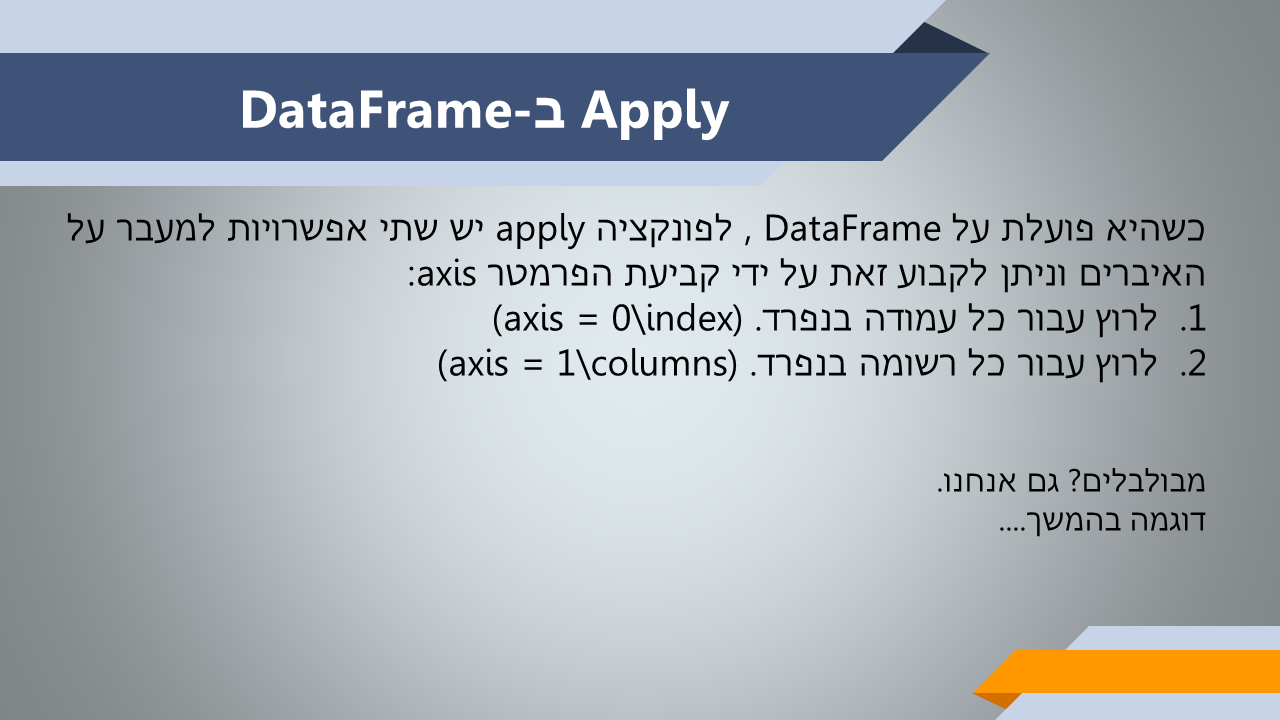 Apply ב-DataFrame
כשהיא פועלת על DataFrame , לפונקציה apply יש שתי אפשרויות למעבר על
האיברים וניתן לקבוע זאת על ידי קביעת הפרמטר axis:
1. לרוץ עבור כל עמודה בנפרד. (axis = 0\index)
2. לרוץ עבור כל רשומה בנפרד. (axis = 1\columns)
מבולבלים? גם אנחנו.
דוגמה בהמשך....